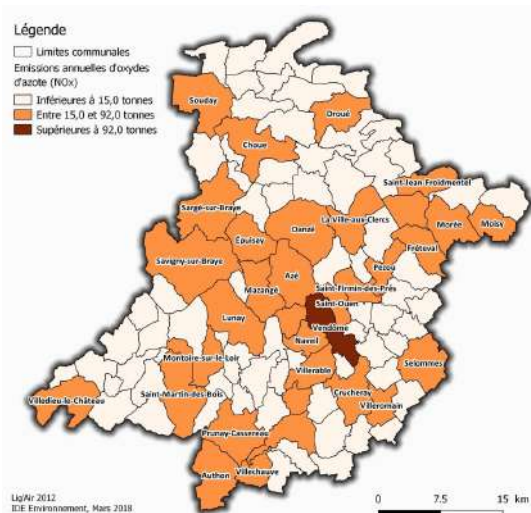 Légende
Limites communales
Emissions annuelles d'oxydes
d'azote (NOx)
Inférieures à 15,0 tonnes
Entre 15,0 et 92,0 tonnes
Supérieures à 92,0 tonnes
Souday
Droué
Choue
Saint-Jean-Froidmentel
Sargé-sur-Braye
La Ville-aux-Clercs
Morée
Moisy
Danzé
Épuisay
Fréteval
Savigny-sur-Braye
Azé
Pezou
Mazangé
Saint-Firmin-des-Prés
Saint-Ouen
Lunay
Vendôme
Naveil
Montoire-sur-le-Loir
Selommes
Villerable
Villedieu-le-Château
Saint-Martin-des-Bois
Crucheray
Villeromain
Prunay-Cassereau
Authon
Villechauve
Lig'Air 2012
IDE Environnement, Mars 2018
0 7.5 15 km